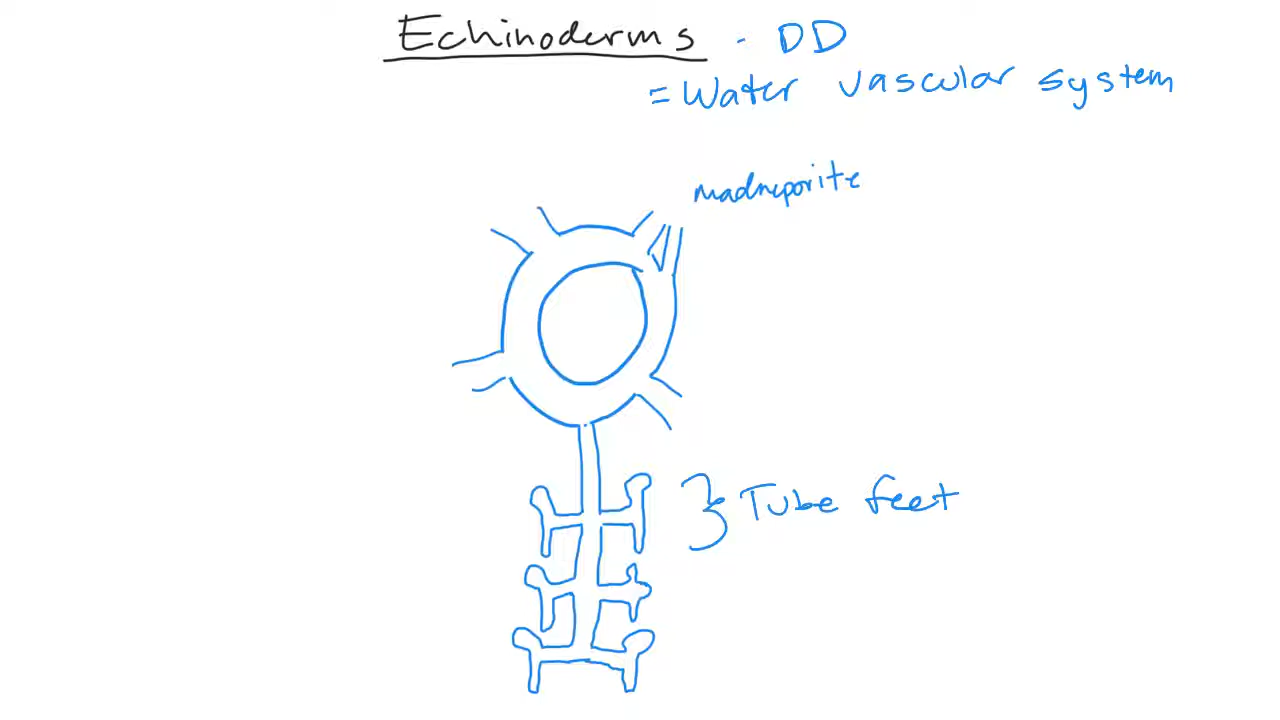 Echinoderms - DD
= Water vascular system
madreporite
} Tube feet